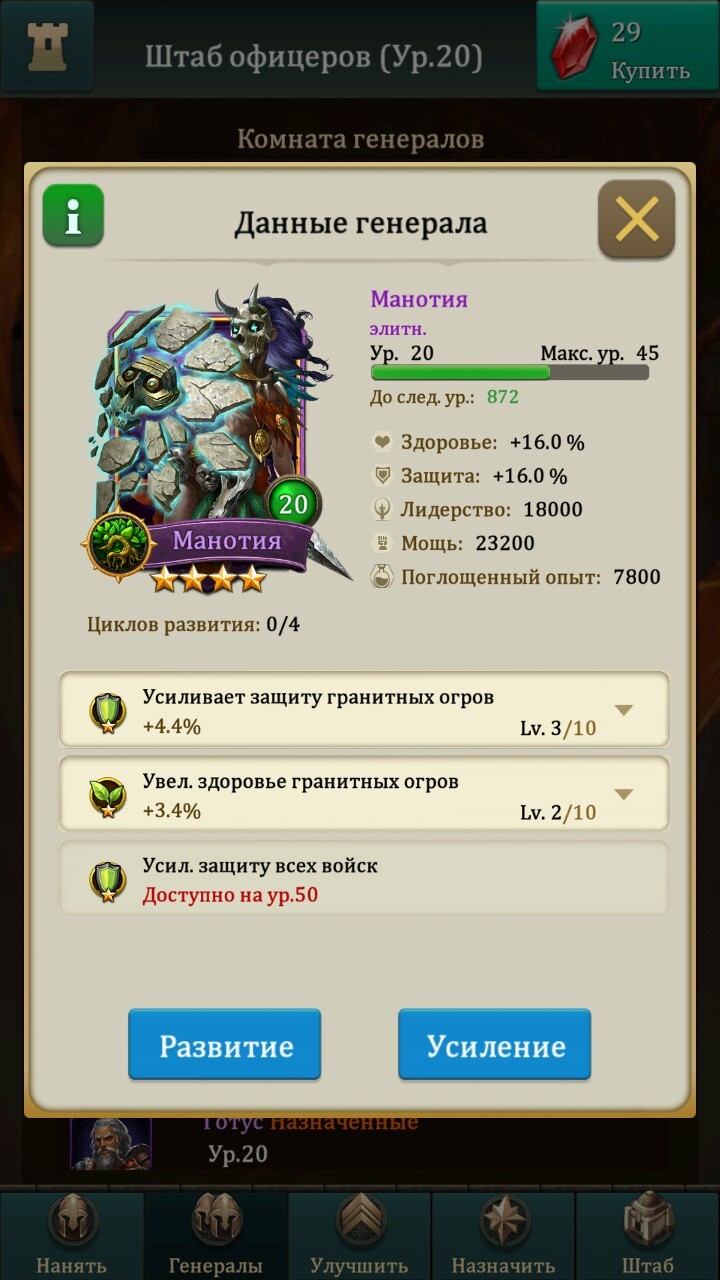 Штаб офицеров (Ур.20)
29
Купить
Комната генералов
i
Данные генерала
Манотия
элитн.
Ур. 20 Макс. ур. 45
До след. ур.: 872
Здоровье: +16.0 %
Защита: +16.0 %
Лидерство: 18000
Мощь: 23200
Поглощенный опыт: 7800
20
Манотия
Циклов развития: 0/4
Усиливает защиту гранитных огров
+4.4% Lv. 3/10
Увел. здоровье гранитных огров
+3.4% Lv. 2/10
Усил. защиту всех войск
Доступно на ур.50
Развитие Усиление
Готус Назначенные
Ур.20
Нанять Генералы Улучшить Назначить Штаб